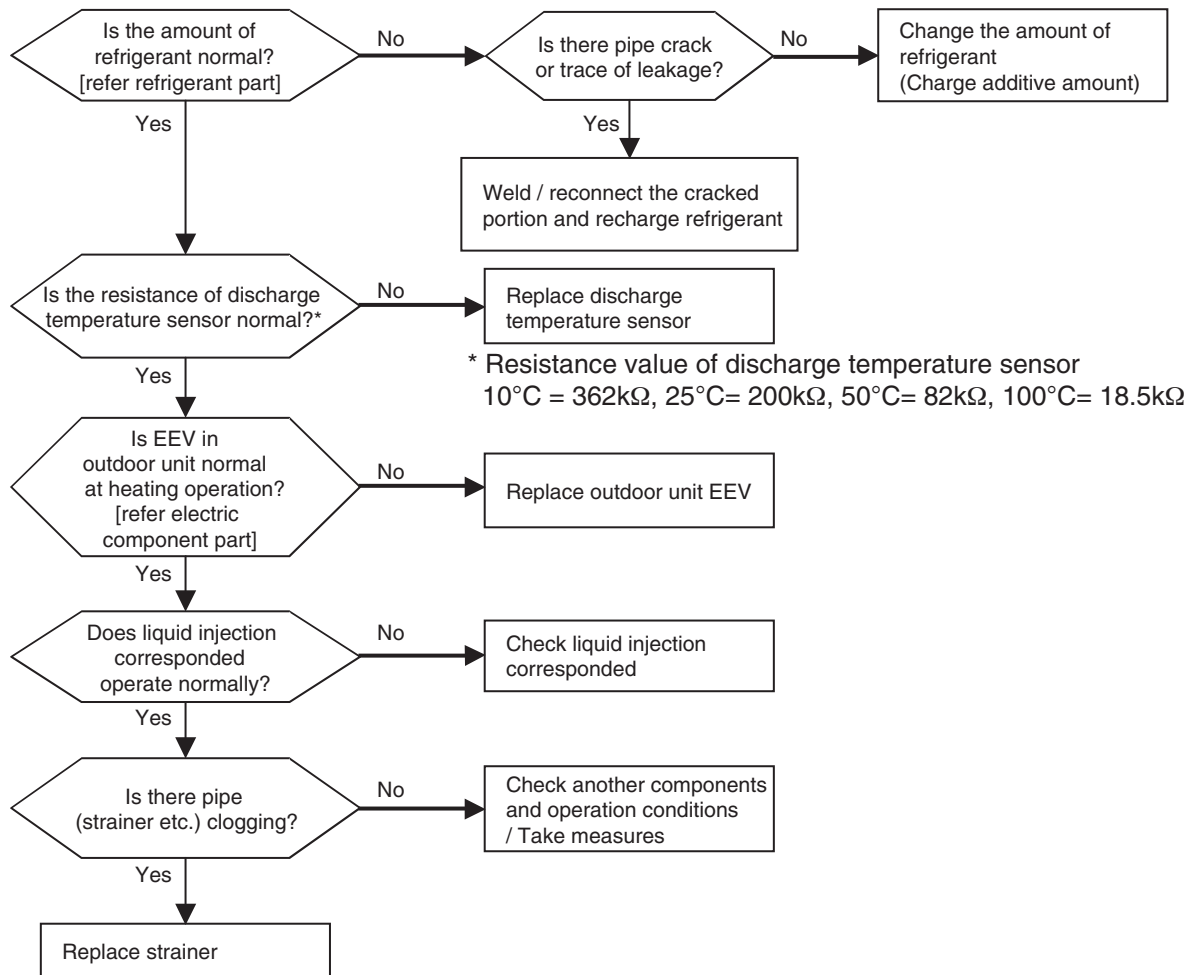 Is the amount of
refrigerant normal?
[refer refrigerant part]
No
Is there pipe crack
or trace of leakage?
No
Change the amount of
refrigerant
(Charge additive amount)
Yes
Yes
Weld / reconnect the cracked
portion and recharge refrigerant
Is the resistance of discharge
temperature sensor normal?*
No
Replace discharge
temperature sensor
* Resistance value of discharge temperature sensor
10°C = 362kΩ, 25°C= 200kΩ, 50°C= 82kΩ, 100°C= 18.5kΩ
Yes
Is EEV in
outdoor unit normal
at heating operation?
[refer electric
component part]
No
Replace outdoor unit EEV
Yes
Does liquid injection
corresponded
operate normally?
No
Check liquid injection
corresponded
Yes
Is there pipe
(strainer etc.) clogging?
No
Check another components
and operation conditions
/ Take measures
Yes
Replace strainer